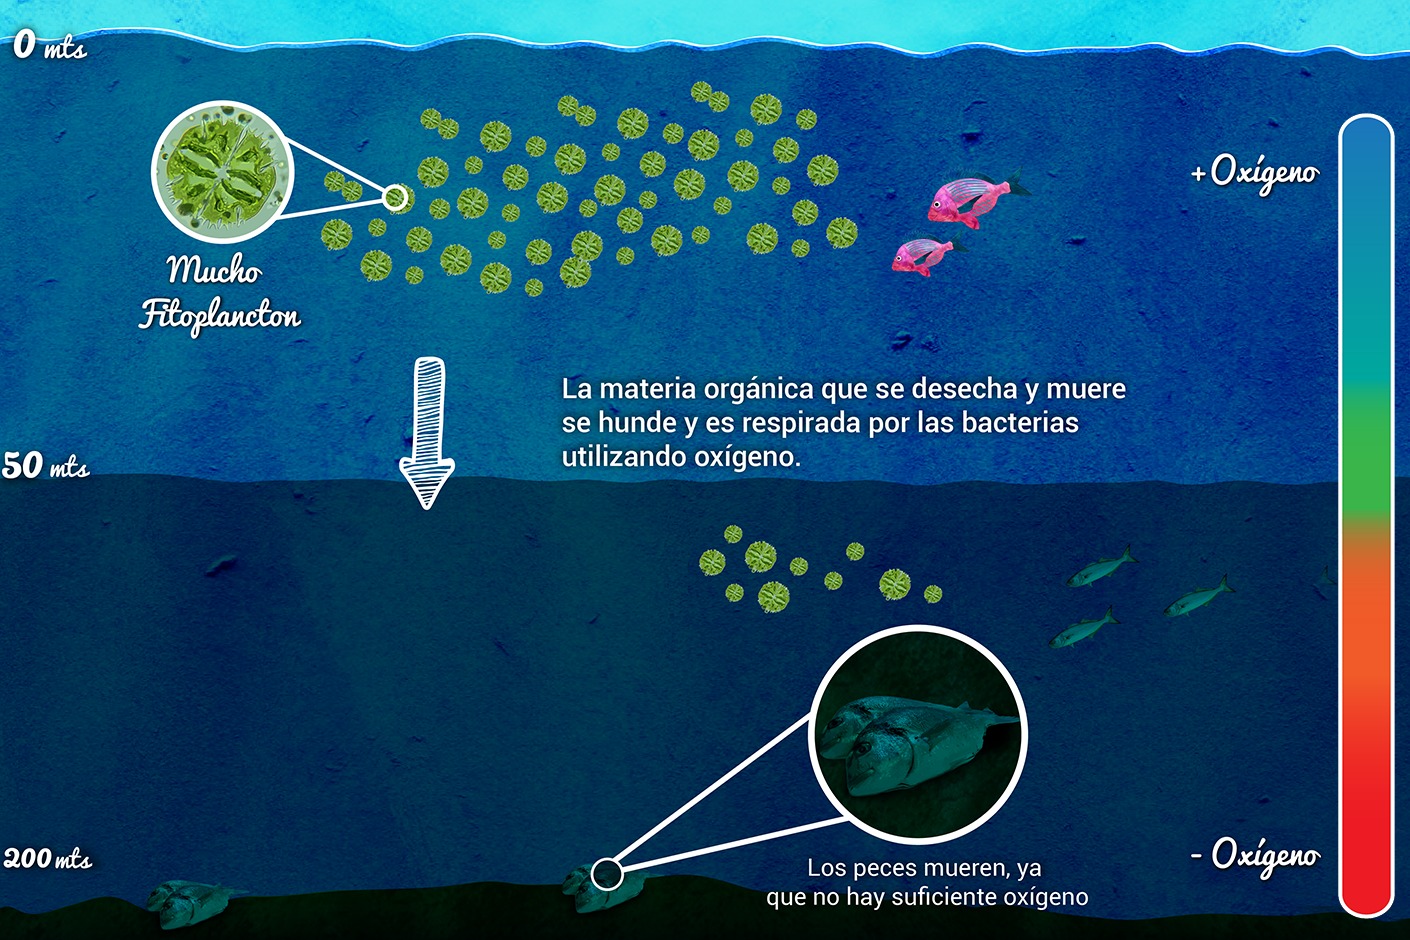 0 mts
+ Oxígeno
Mucho
Fitoplancton
La materia orgánica que se desecha y muere
se hunde y es respirada por las bacterias
utilizando oxígeno.
50 mts
200 mts
- Oxígeno
Los peces mueren, ya
que no hay suficiente oxígeno